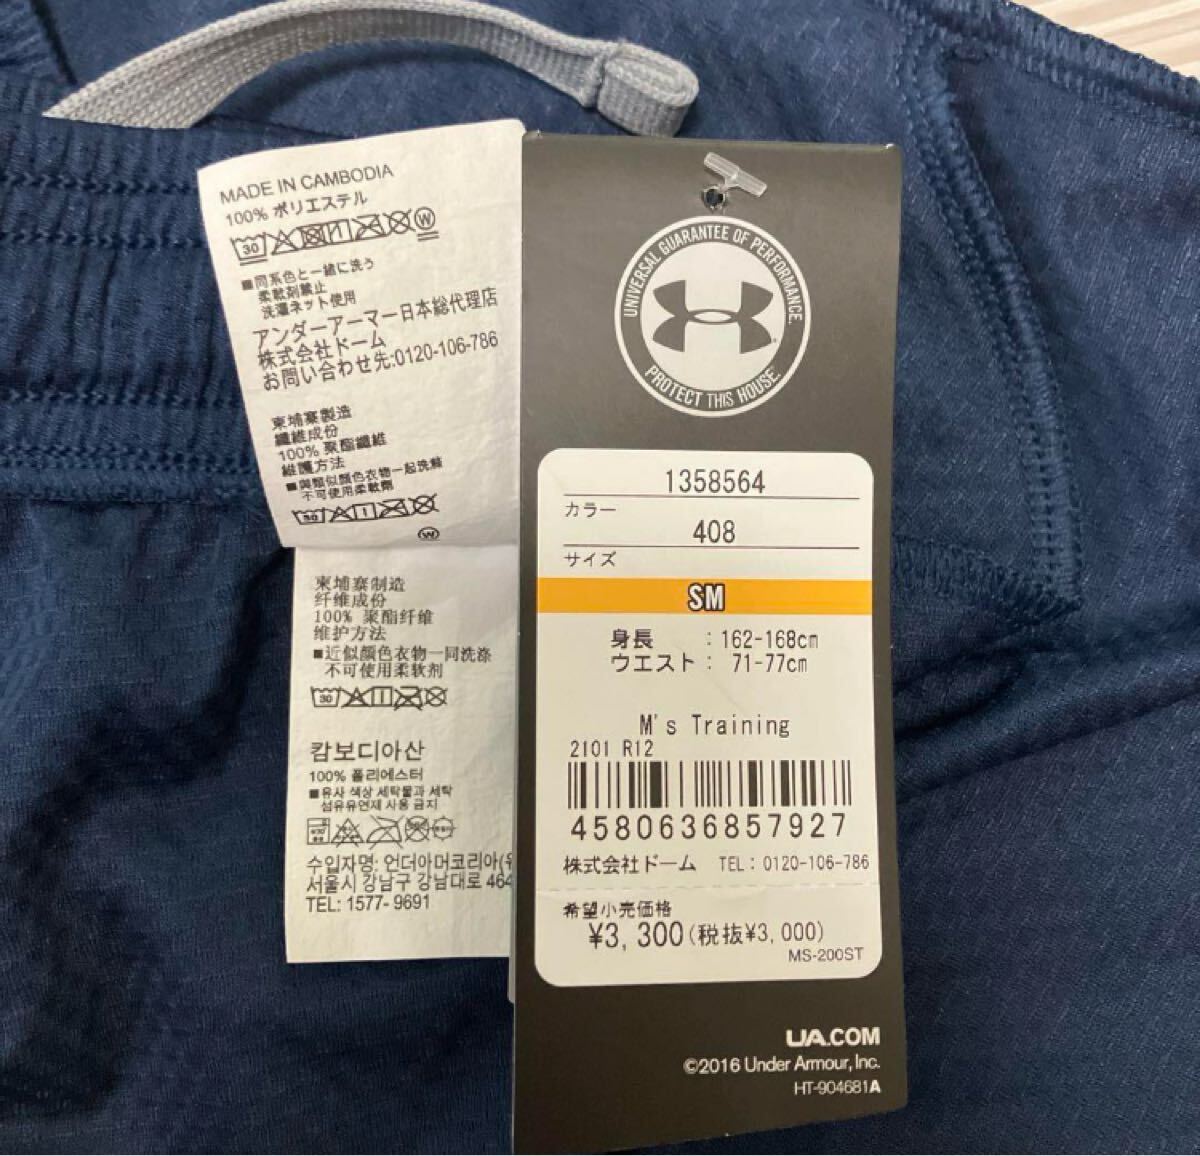 MADE IN CAMBODIA
100% ポリエステル
30
W
■同系色と一緒に洗う
柔軟剤禁止
洗濯ネット使用
アンダーアーマー日本総代理店
株式会社ドーム
お問い合わせ先:0120-106-786
柬埔寨製造
纖維成份
100% 聚酯纖維
維護方法
■與類似顏色衣物一起洗滌
不可使用柔軟劑
W
柬埔寨制造
纤维成份
100% 聚酯纤维
维护方法
■近似颜色衣物一同洗涤
不可使用柔软剂
30
캄보디아산
100% 폴리에스터
■유사 색상 세탁물과 세탁
섬유유연제 사용 금지
수입자명: 언더아머코리아(유
서울시 강남구 강남대로 464
TEL: 1577- 9691
UNIVERSAL GUARANTEE OF PERFORMANCE.
PROTECT THIS HOUSE.
1358564
カラー
408
サイズ
SM
身長 : 162-168cm
ウエスト : 71-77cm
M's Training
2101 R12
4580636857927
株式会社ドーム TEL : 0120-106-786
希望小売価格
¥3,300(税抜¥3,000)
MS-200ST
UA.COM
©2016 Under Armour, Inc.
HT-904681A